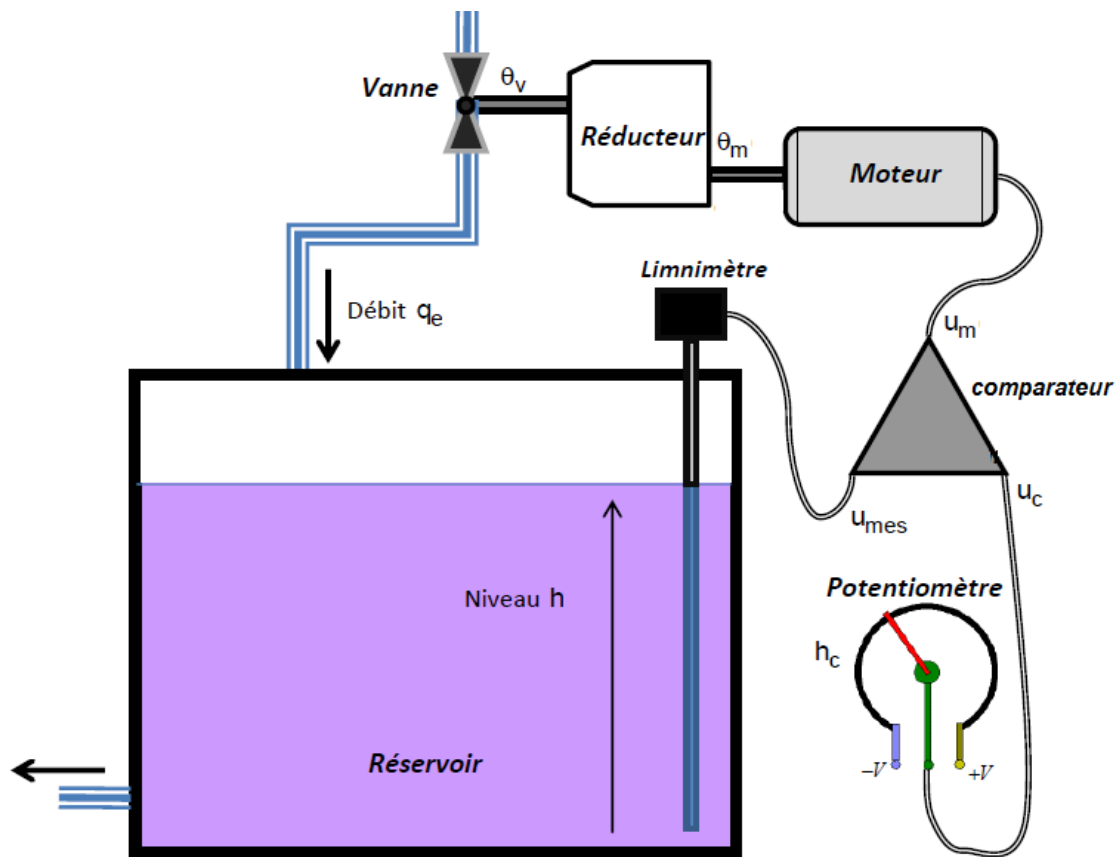 Vanne
θv
Réducteur
θm
Moteur
Limnimètre
Débit qe
um
comparateur
umes
uc
Niveau h
Potentiomètre
hc
Réservoir
−V
+V